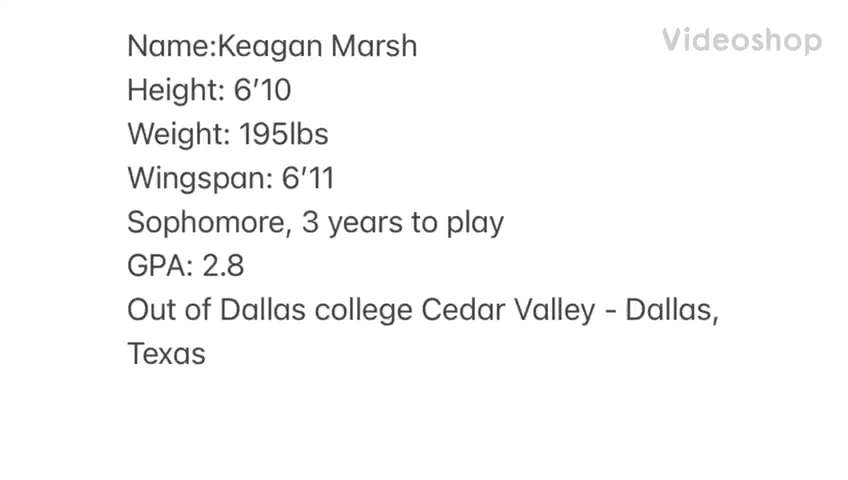 Videoshop
Name:Keagan Marsh
Height: 6’10
Weight: 195lbs
Wingspan: 6’11
Sophomore, 3 years to play
GPA: 2.8
Out of Dallas college Cedar Valley - Dallas,
Texas